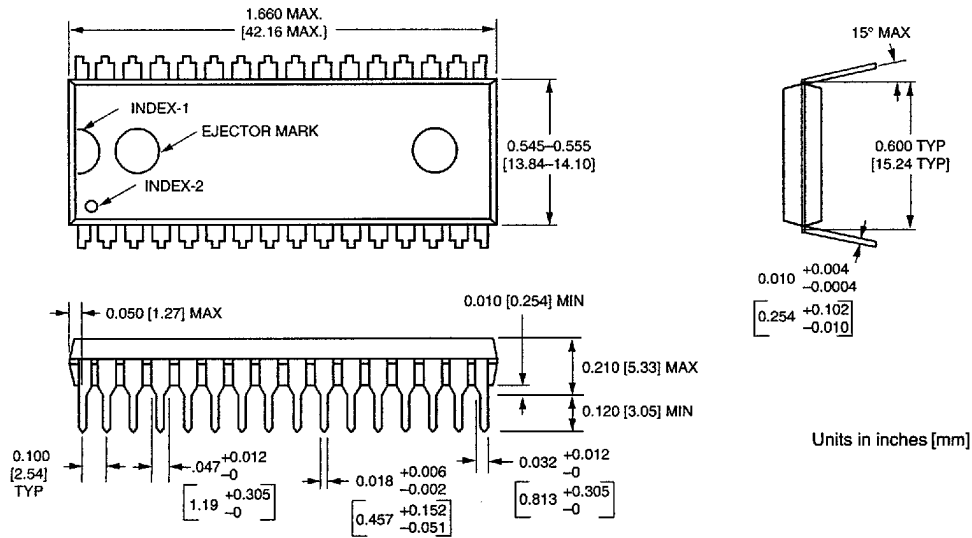 1.660 MAX.
[42.16 MAX.]
15° MAX
INDEX-1
EJECTOR MARK
INDEX-2
0.545–0.555
[13.84–14.10]
0.600 TYP
[15.24 TYP]
0.010 +0.004
–0.0004
0.254 +0.102
–0.010
0.050 [1.27] MAX
0.010 [0.254] MIN
0.210 [5.33] MAX
0.120 [3.05] MIN
Units in inches [mm]
0.100
[2.54]
TYP
.047 +0.012
–0
1.19 +0.305
–0
0.018 +0.006
–0.002
0.457 +0.152
–0.051
0.032 +0.012
–0
0.813 +0.305
–0